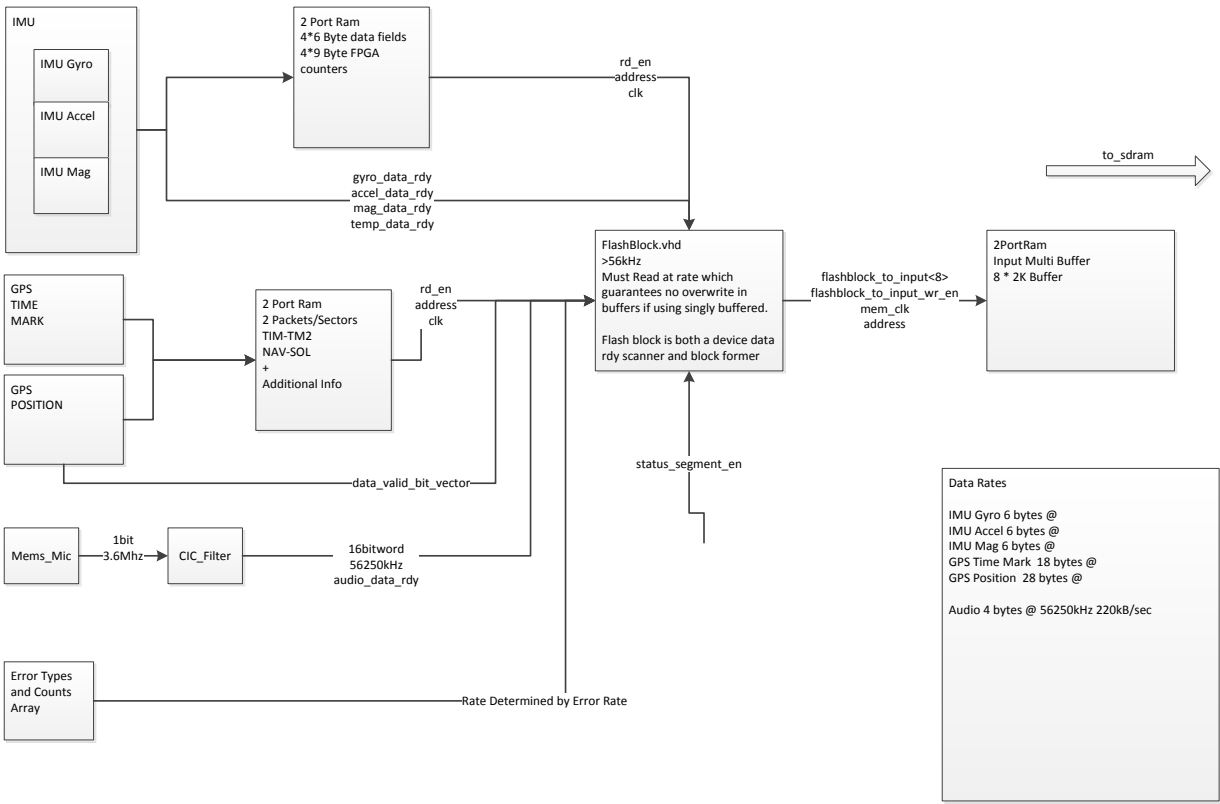 IMU
IMU Gyro
IMU Accel
IMU Mag
2 Port Ram
4*6 Byte data fields
4*9 Byte FPGA
counters
rd_en
address
clk
gyro_data_rdy
accel_data_rdy
mag_data_rdy
temp_data_rdy
to_sdram
GPS
TIME
MARK
GPS
POSITION
2 Port Ram
2 Packets/Sectors
TIM-TM2
NAV-SOL
+
Additional Info
rd_en
address
clk
data_valid_bit_vector
FlashBlock.vhd
>56kHz
Must Read at rate which
guarantees no overwrite in
buffers if using singly buffered.
Flash block is both a device data
rdy scanner and block former
flashblock_to_input<8>
flashblock_to_input_wr_en
mem_clk
address
2PortRam
Input Multi Buffer
8 * 2K Buffer
status_segment_en
Mems_Mic
1bit
3.6Mhz
CIC_Filter
16bitword
56250kHz
audio_data_rdy
Error Types
and Counts
Array
Rate Determined by Error Rate
Data Rates
IMU Gyro 6 bytes @
IMU Accel 6 bytes @
IMU Mag 6 bytes @
GPS Time Mark  18 bytes @
GPS Position  28 bytes @
Audio 4 bytes @ 56250kHz 220kB/sec